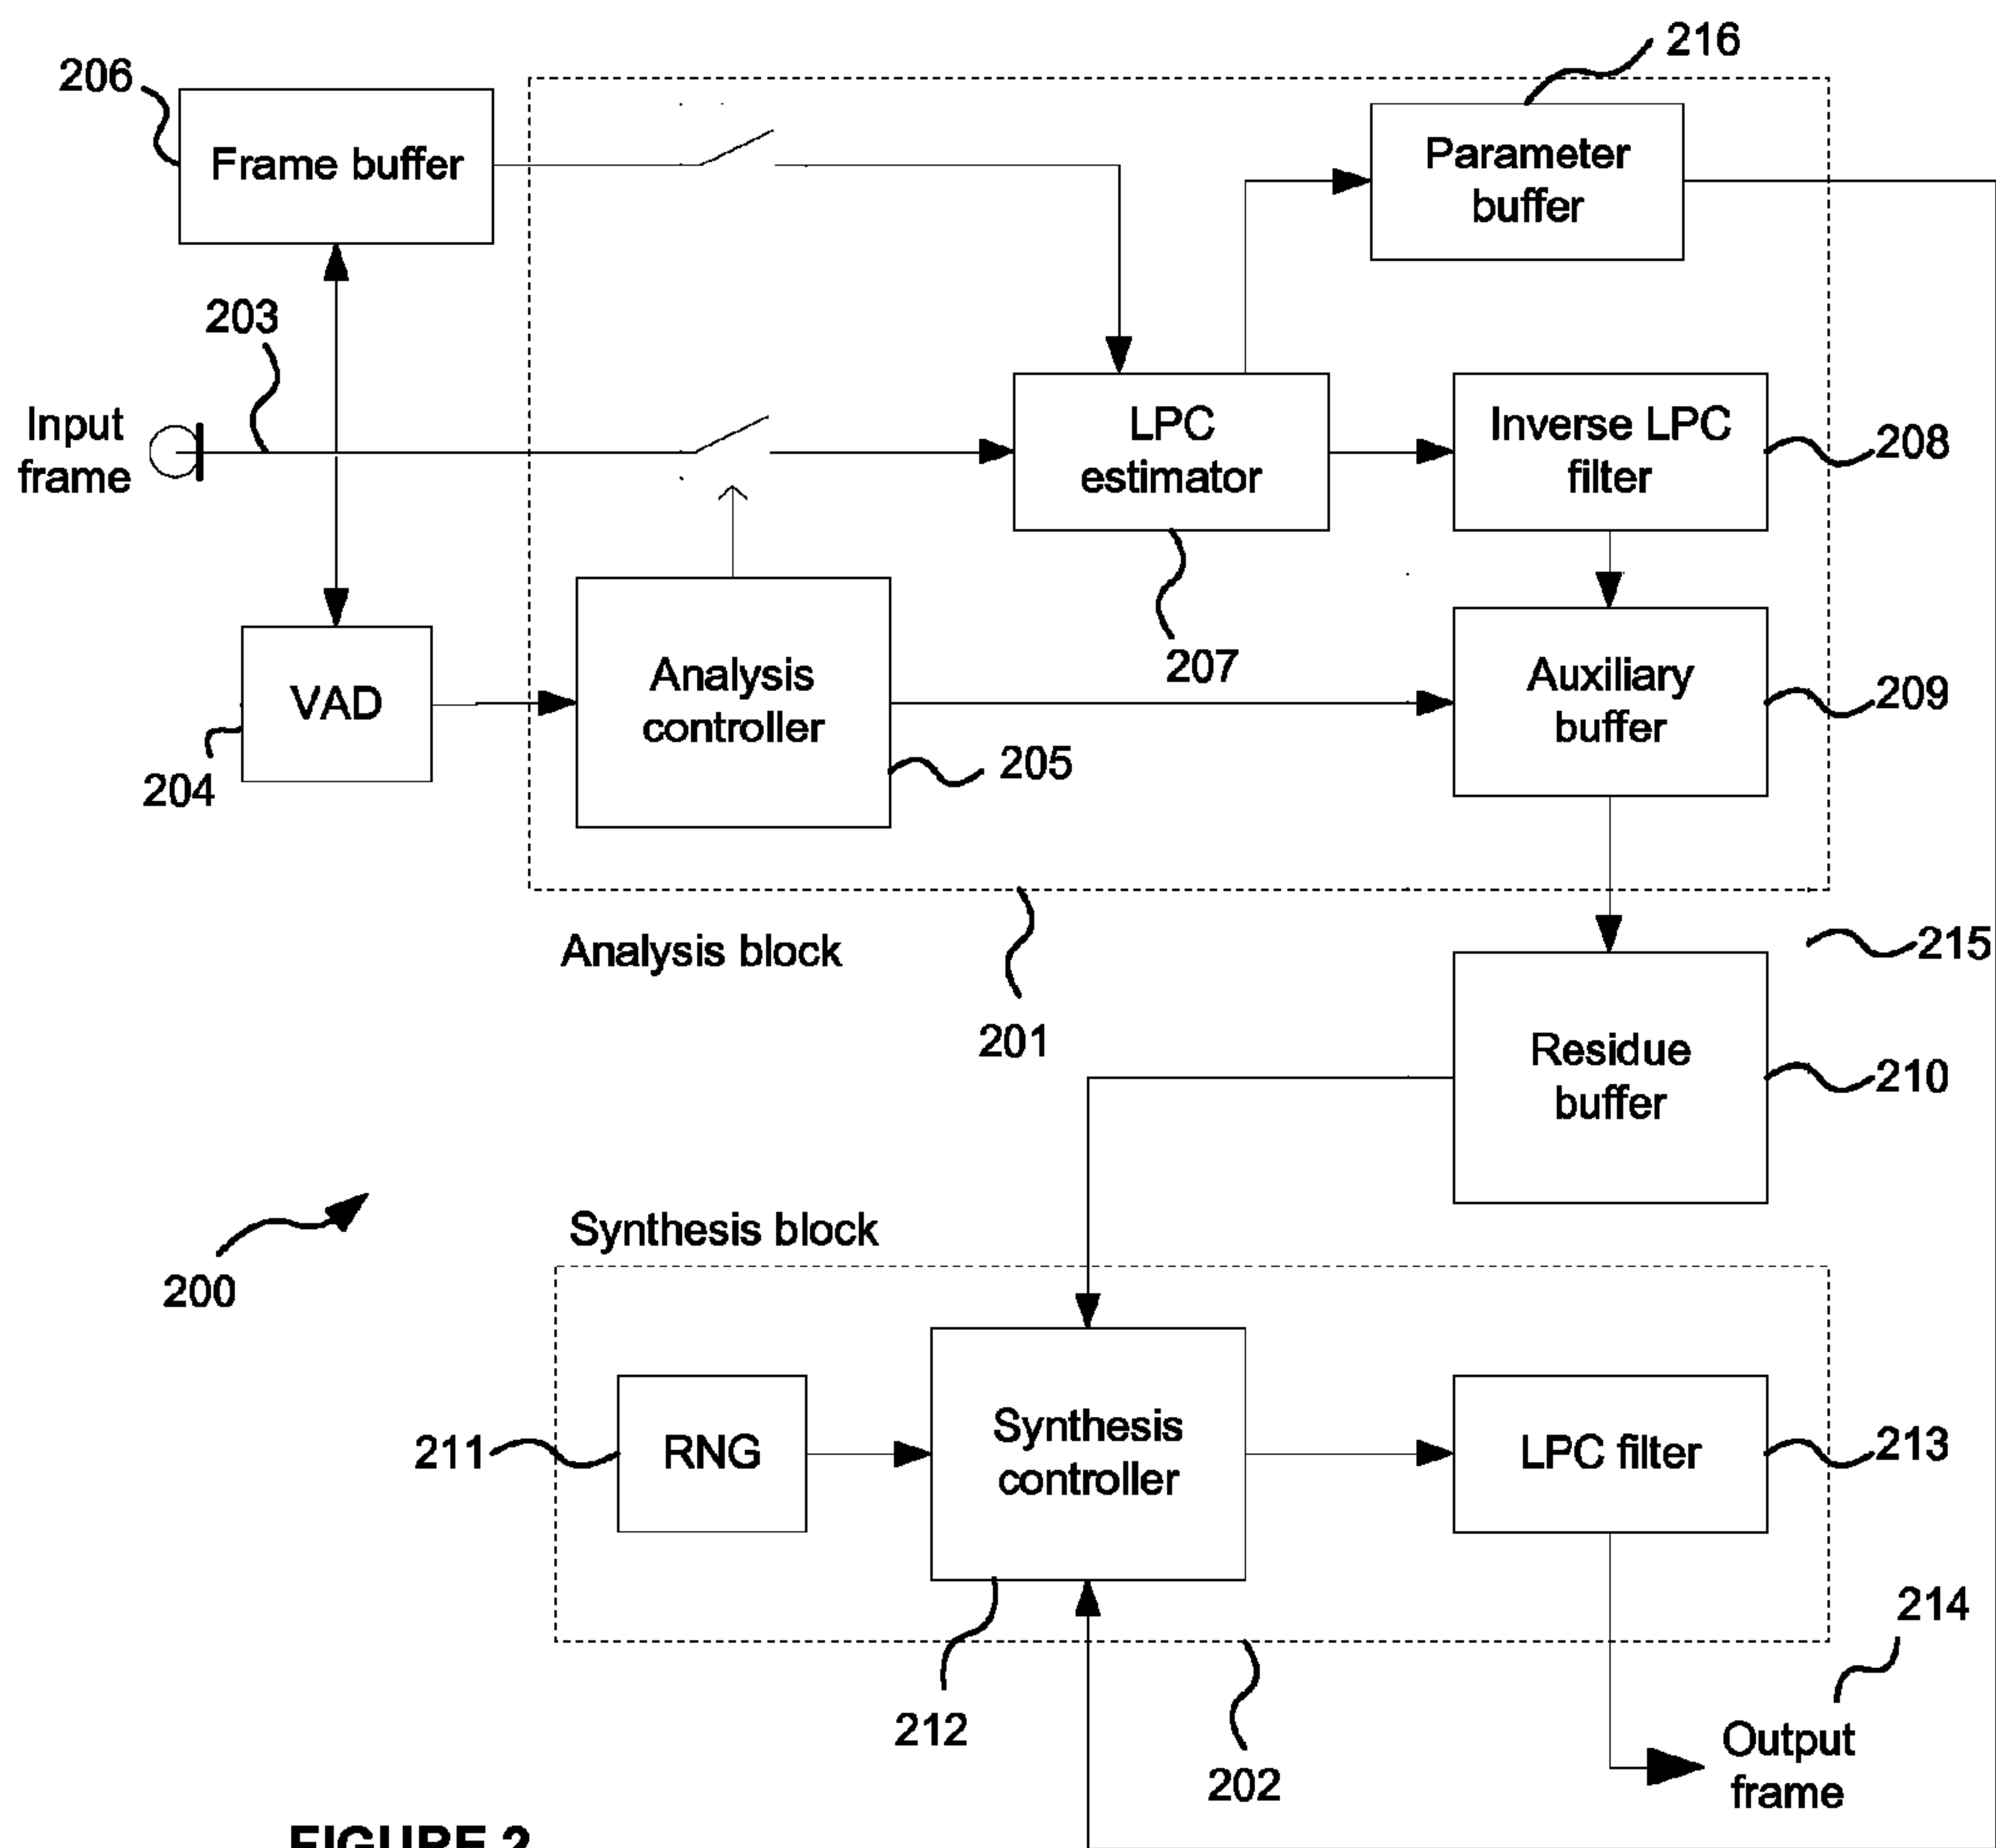 216
206
Frame buffer
Parameter
buffer
203
Input
frame
LPC
estimator
Inverse LPC
filter
208
207
VAD
Analysis
controller
Auxiliary
buffer
209
205
204
Analysis block
215
201
Residue
buffer
210
Synthesis block
200
211
RNG
Synthesis
controller
LPC filter
213
214
212
202
Output
frame
FIGURE 2